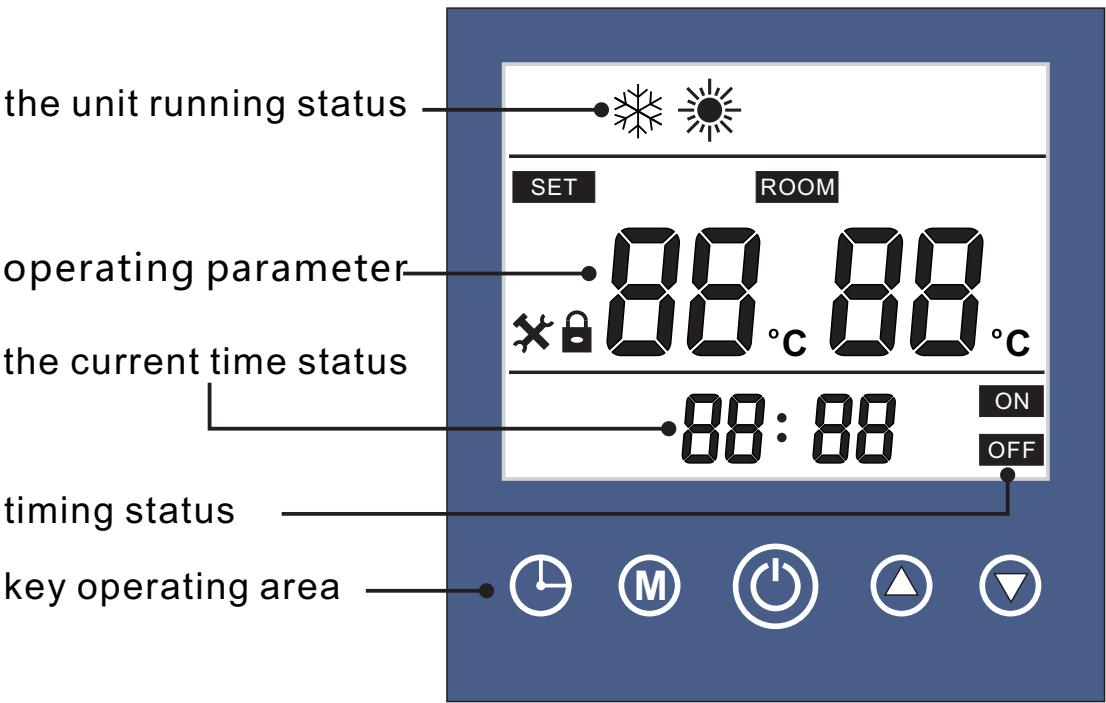 the unit running status
SET ROOM
operating parameter
88 °C 88 °C
the current time status
88:88
ON
OFF
timing status
key operating area
M